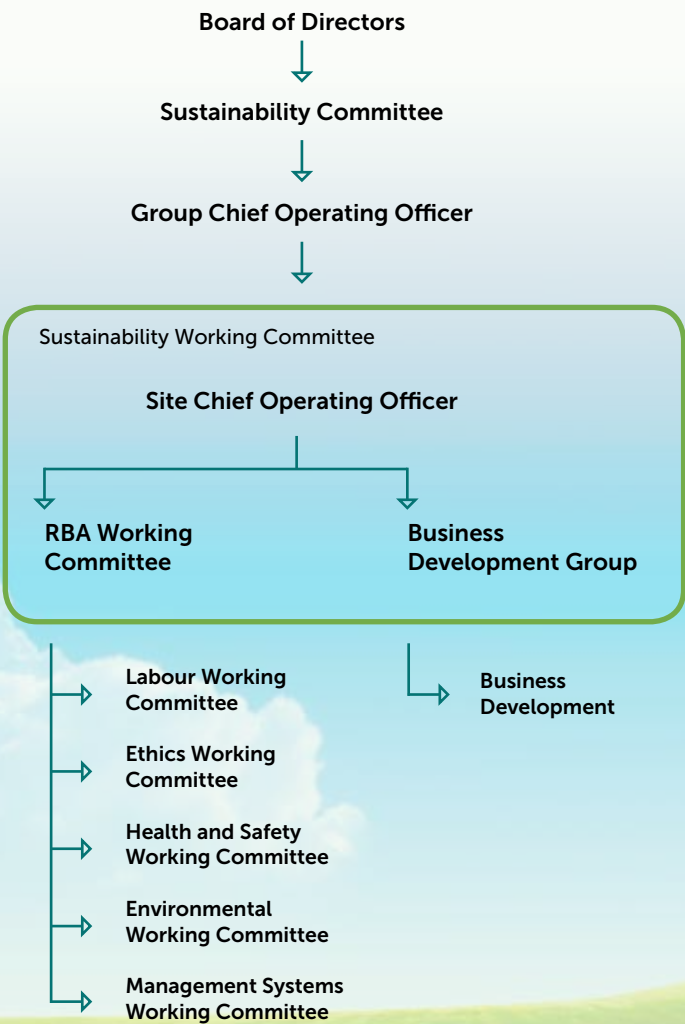 Board of Directors
Sustainability Committee
Group Chief Operating Officer
Sustainability Working Committee
Site Chief Operating Officer
RBA Working
Committee
Business
Development Group
Labour Working
Committee
Ethics Working
Committee
Health and Safety
Working Committee
Environmental
Working Committee
Management Systems
Working Committee
Business
Development